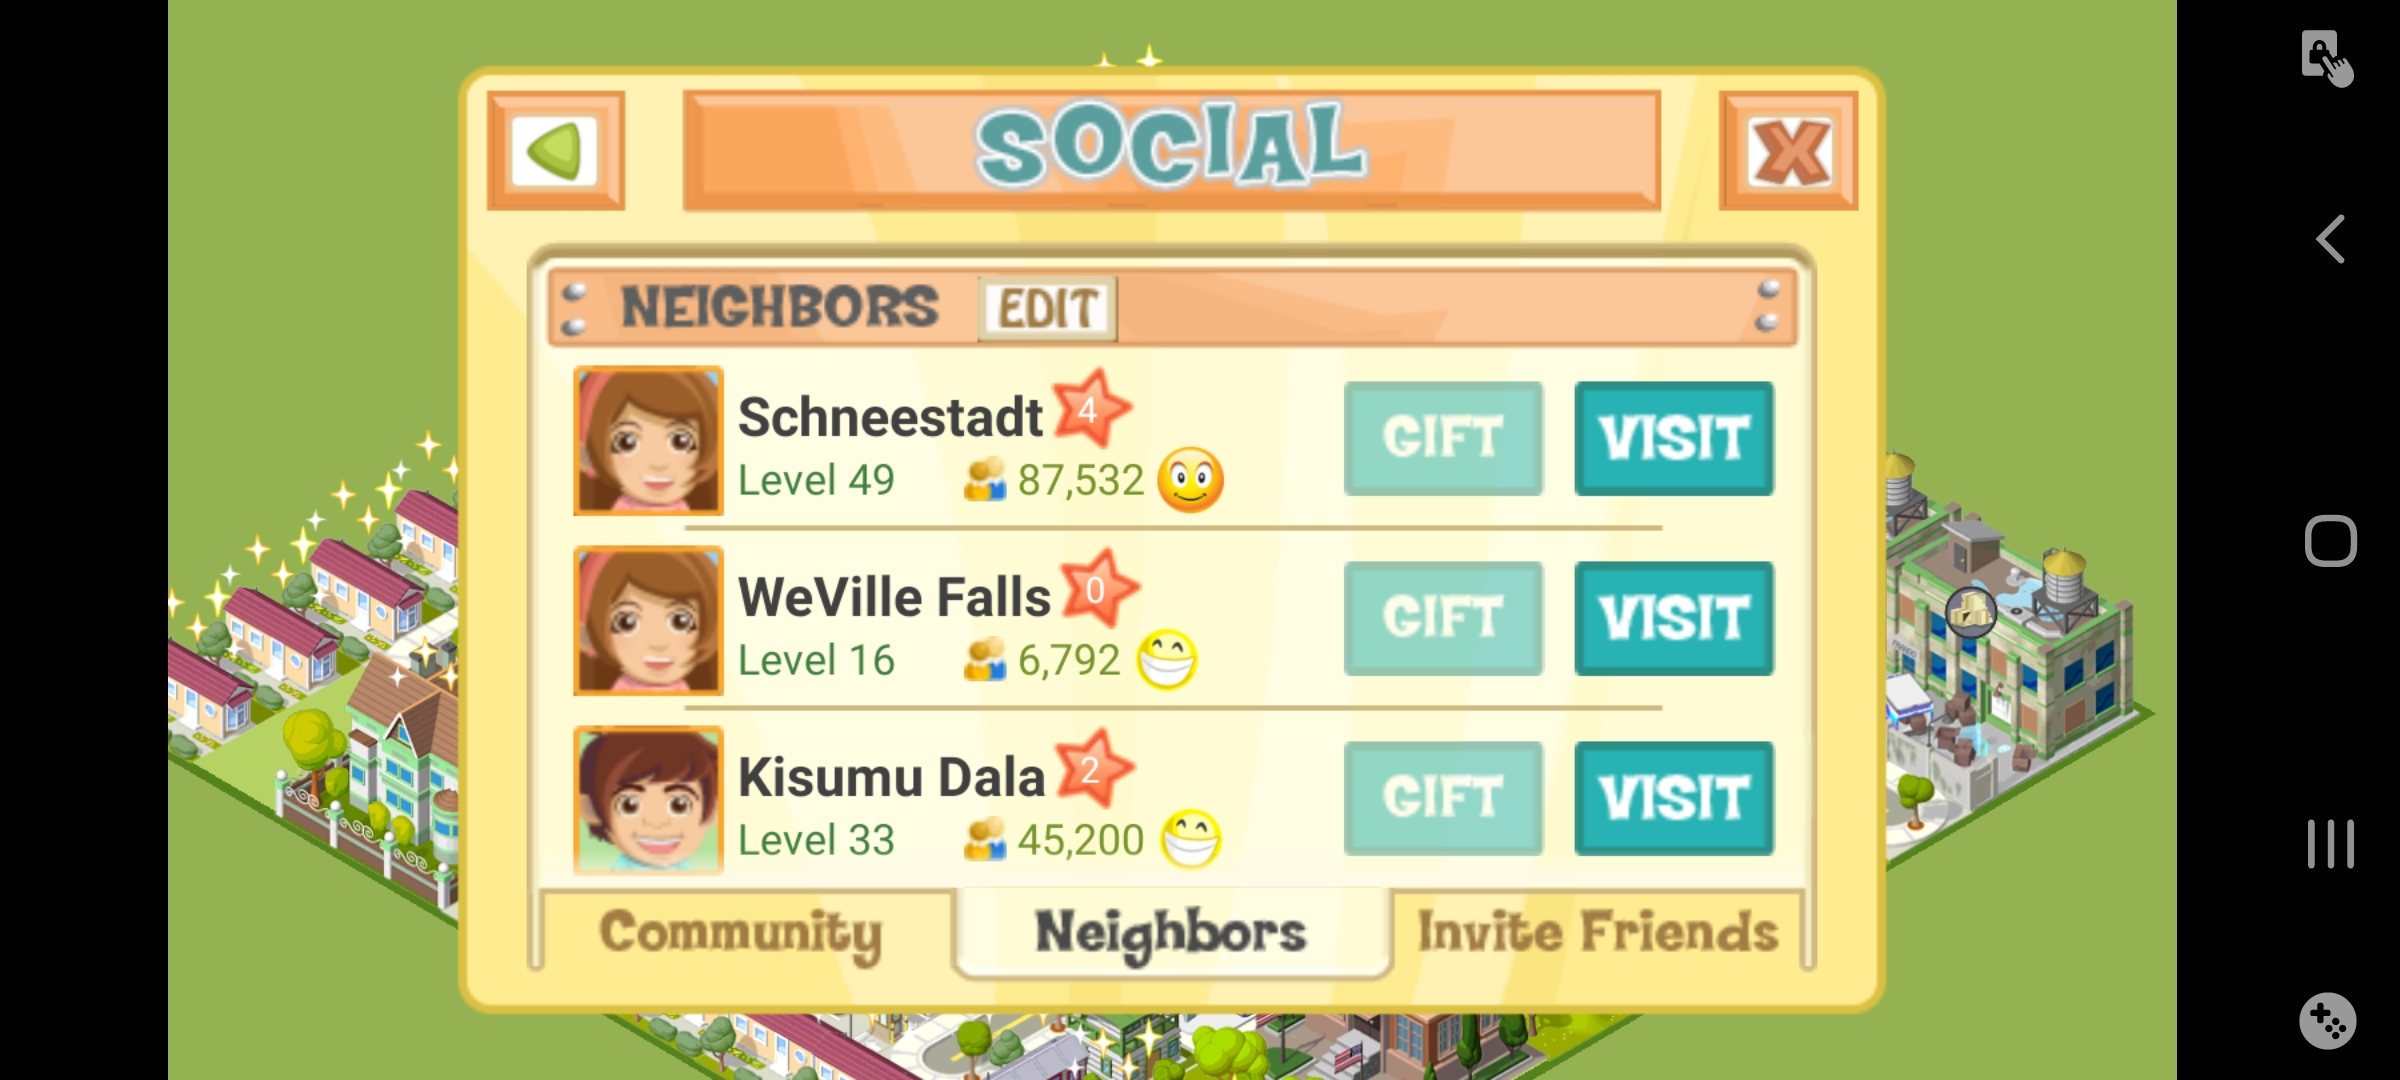 SOCIAL
NEIGHBORS EDIT
Schneestadt 4
Level 49 87,532
GIFT VISIT
WeVille Falls 0
Level 16 6,792
GIFT VISIT
Kisumu Dala 2
Level 33 45,200
GIFT VISIT
Community Neighbors Invite Friends